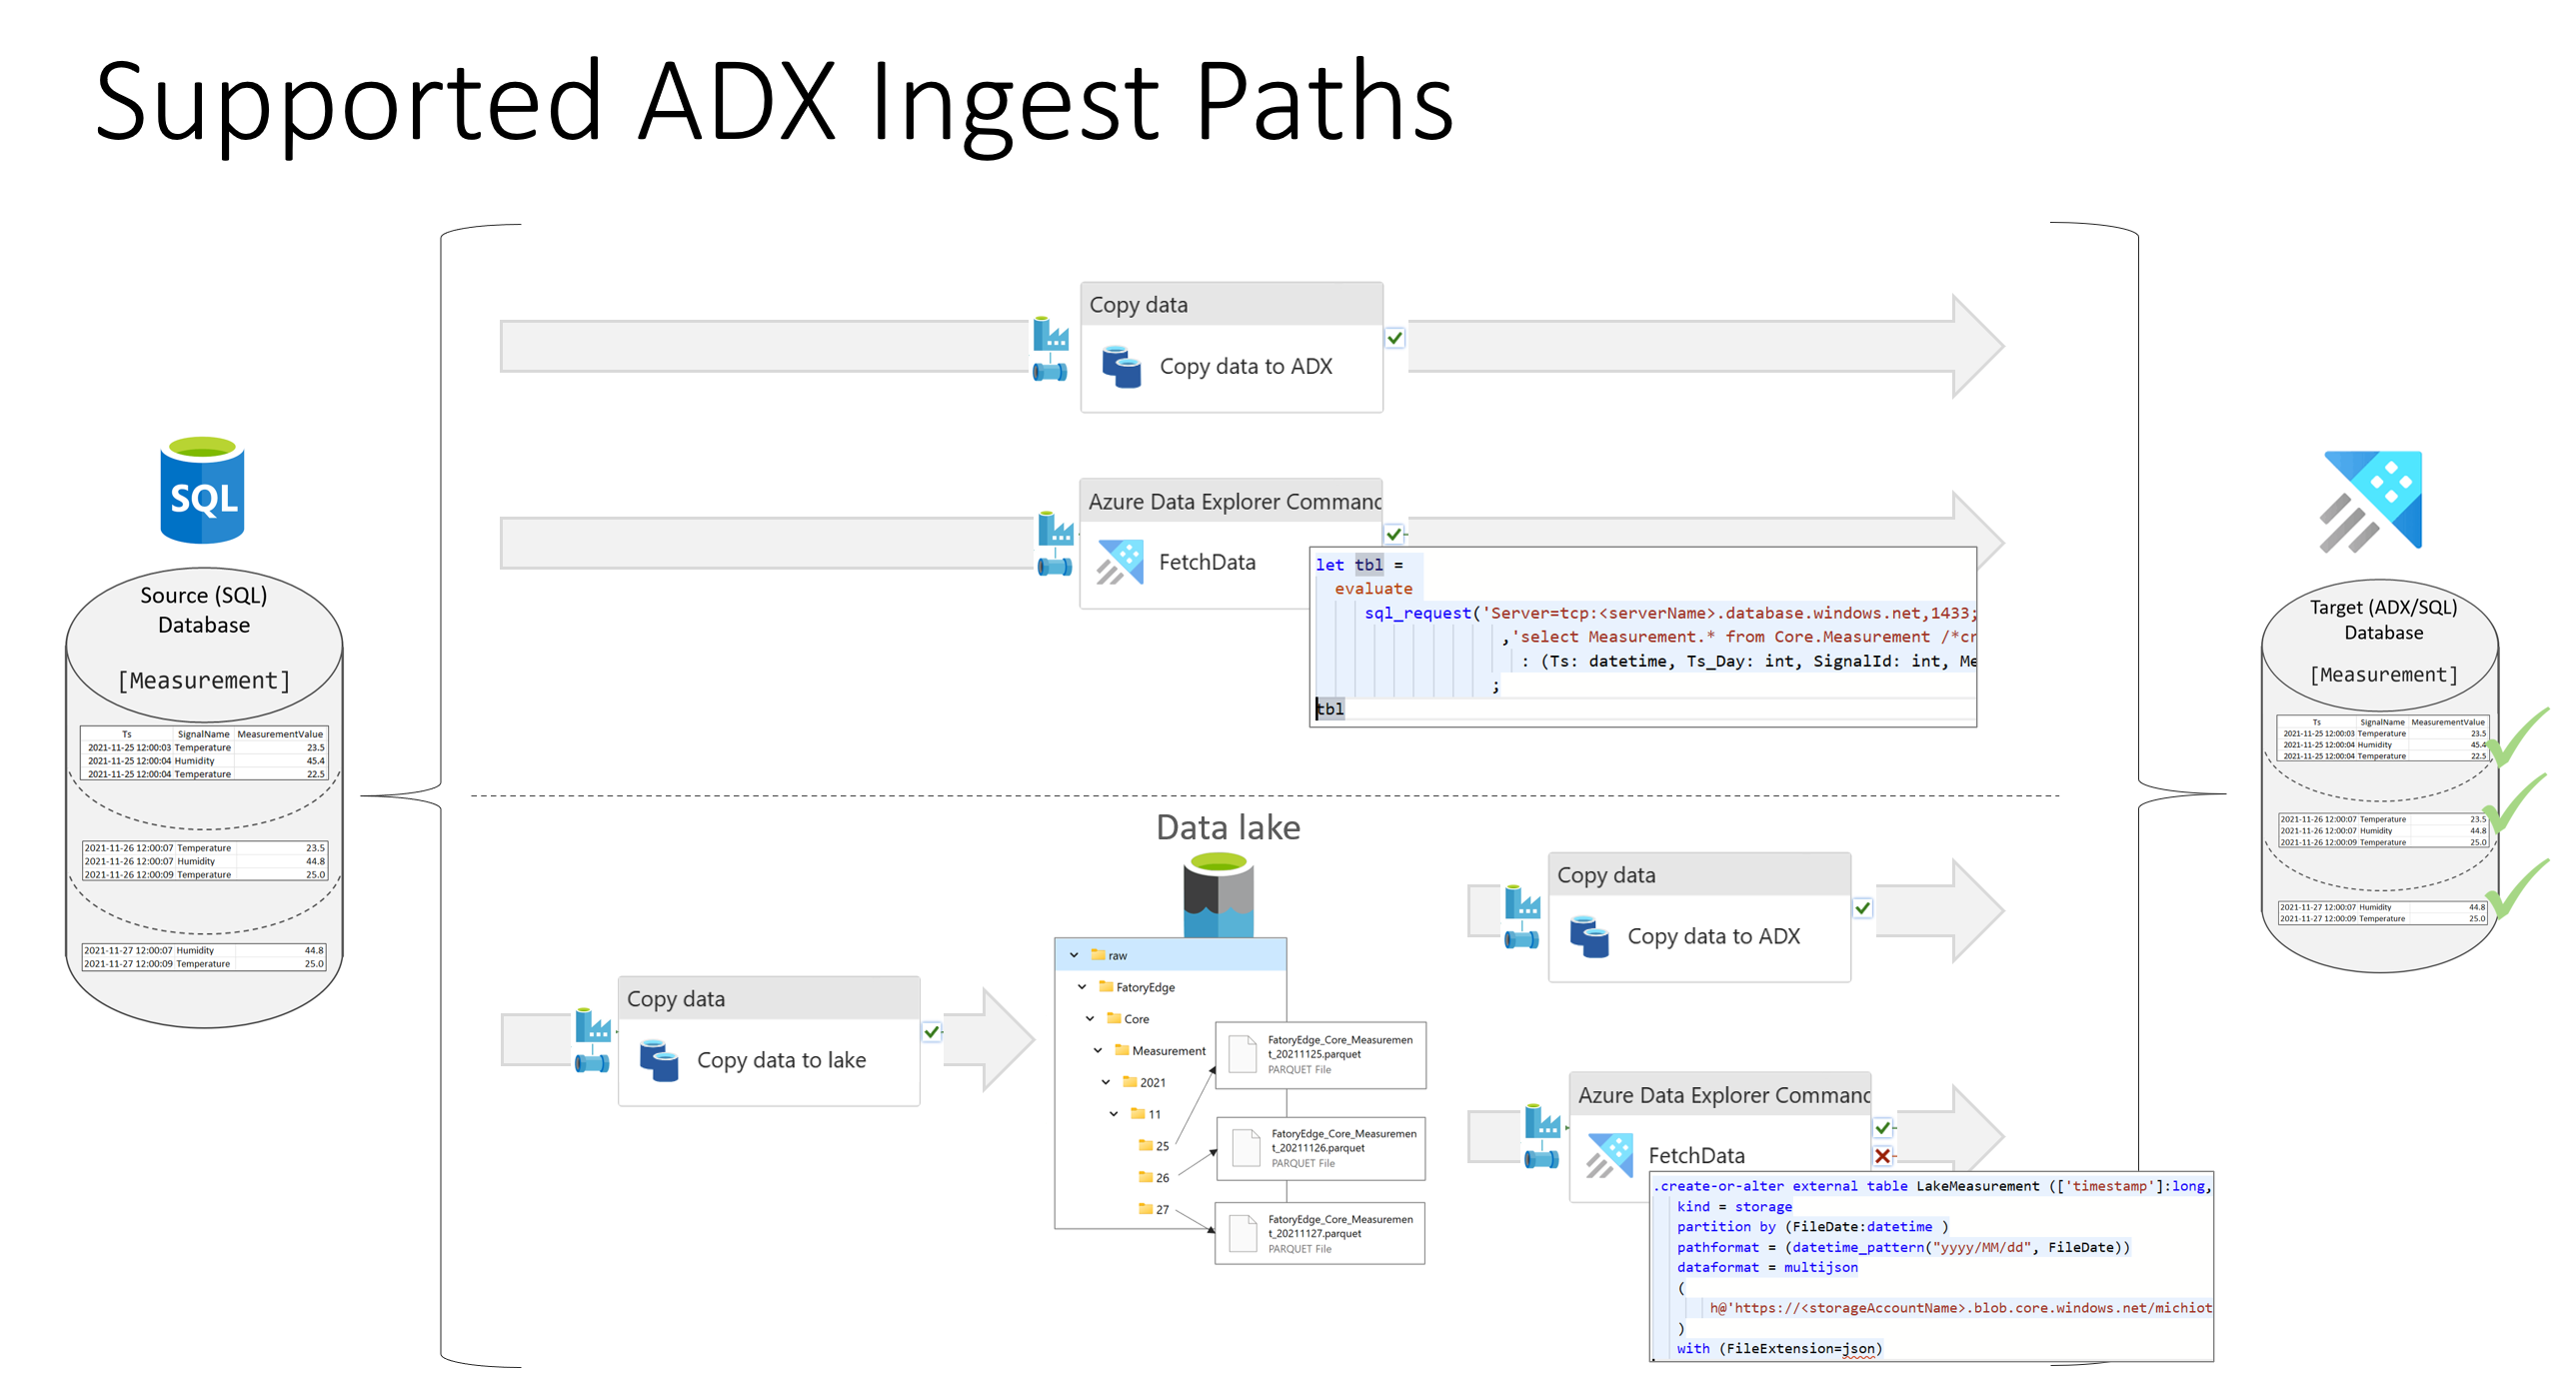 Supported ADX Ingest Paths
SQL
Source (SQL)
Database
[Measurement]
Ts SignalName MeasurementValue
2021-11-25 12:00:03 Temperature 23.5
2021-11-25 12:00:04 Humidity 45.4
2021-11-25 12:00:04 Temperature 22.5
2021-11-26 12:00:07 Temperature 23.5
2021-11-26 12:00:07 Humidity 44.8
2021-11-26 12:00:09 Temperature 25.0
2021-11-27 12:00:07 Humidity 44.8
2021-11-27 12:00:09 Temperature 25.0
Copy data
Copy data to ADX
Azure Data Explorer Command
FetchData
let tbl =
evaluate
sql_request('Server=tcp:<serverName>.database.windows.net,1433;
,'select Measurement.* from Core.Measurement /*cr
: (Ts: datetime, Ts_Day: int, SignalId: int, Me
;
tbl
Data lake
Copy data
Copy data to lake
raw
FatoryEdge
Core
Measurement
2021
11
25
26
27
FatoryEdge_Core_Measuremen
t_20211125.parquet
PARQUET File
FatoryEdge_Core_Measuremen
t_20211126.parquet
PARQUET File
FatoryEdge_Core_Measuremen
t_20211127.parquet
PARQUET File
Copy data
Copy data to ADX
Azure Data Explorer Command
FetchData
.create-or-alter external table LakeMeasurement (['timestamp']:long,
kind = storage
partition by (FileDate:datetime )
pathformat = (datetime_pattern("yyyy/MM/dd", FileDate))
dataformat = multijson
(
h@'https://<storageAccountName>.blob.core.windows.net/michiot
)
with (FileExtension=json)
Target (ADX/SQL)
Database
[Measurement]
Ts SignalName MeasurementValue
2021-11-25 12:00:03 Temperature 23.5
2021-11-25 12:00:04 Humidity 45.4
2021-11-25 12:00:04 Temperature 22.5
2021-11-26 12:00:07 Temperature 23.5
2021-11-26 12:00:07 Humidity 44.8
2021-11-26 12:00:09 Temperature 25.0
2021-11-27 12:00:07 Humidity 44.8
2021-11-27 12:00:09 Temperature 25.0